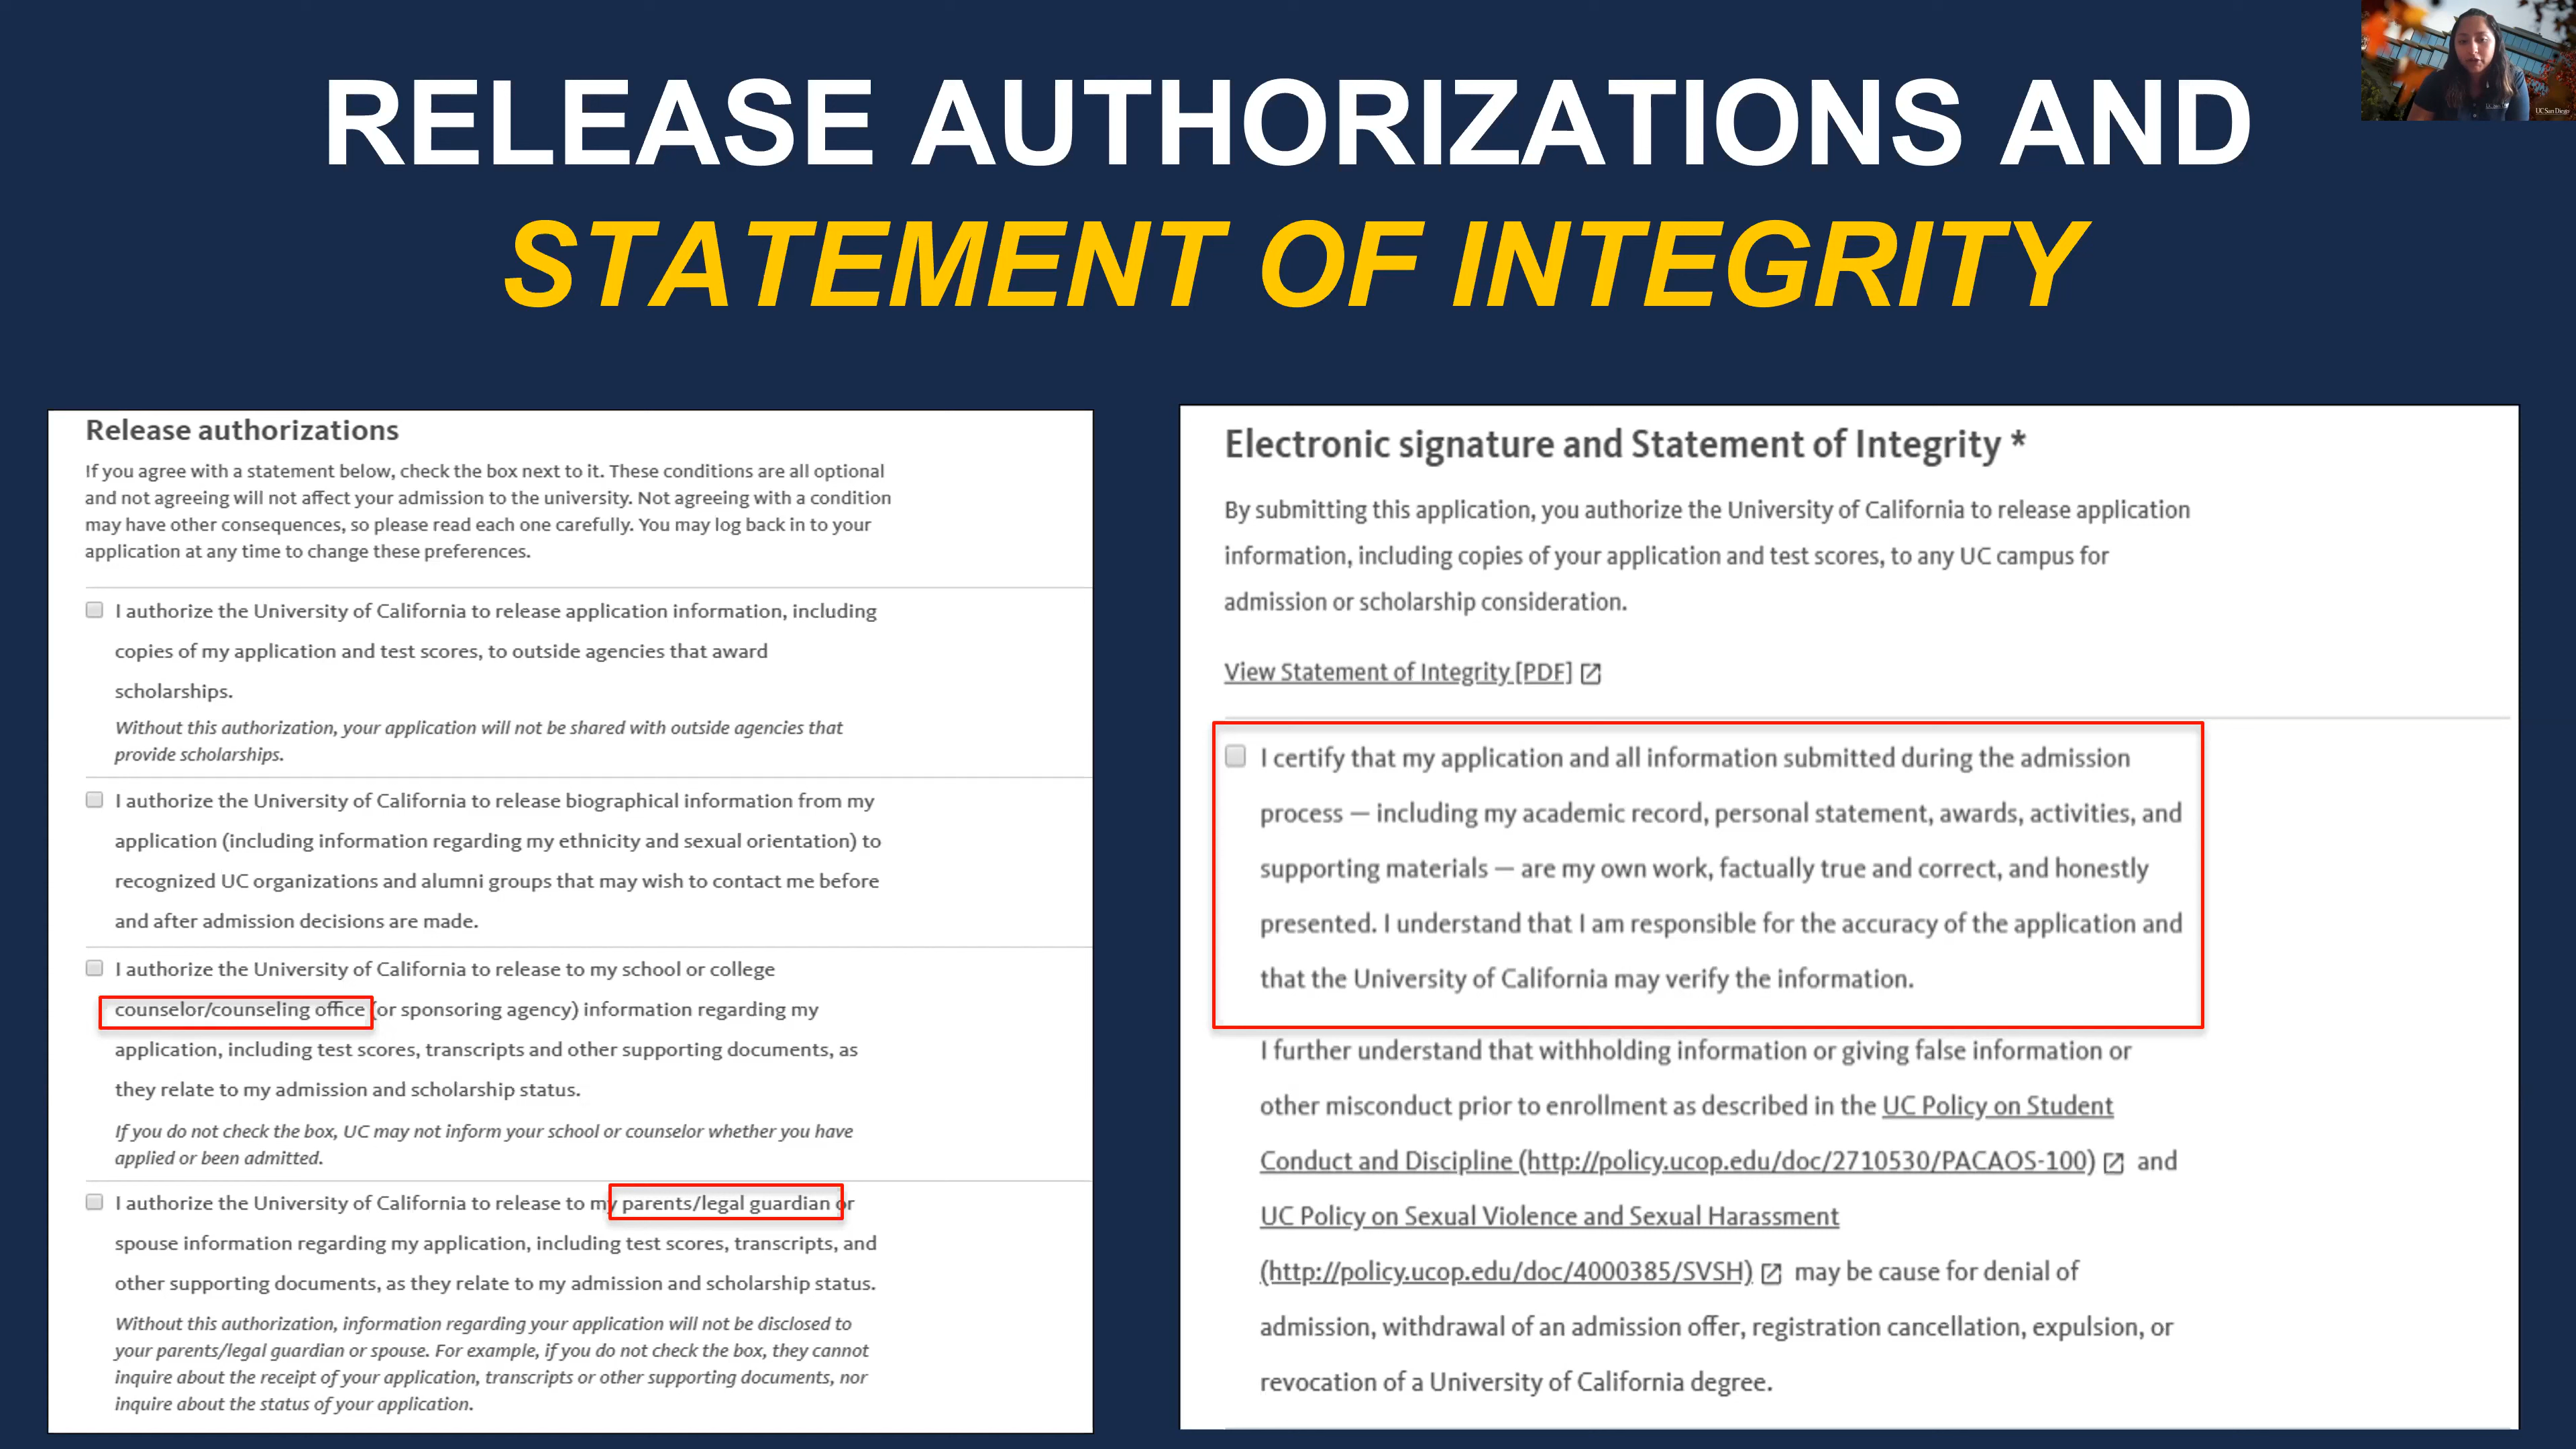 RELEASE AUTHORIZATIONS AND
STATEMENT OF INTEGRITY
UC San Diego
Release authorizations
If you agree with a statement below, check the box next to it. These conditions are all optional
and not agreeing will not affect your admission to the university. Not agreeing with a condition
may have other consequences, so please read each one carefully. You may log back in to your
application at any time to change these preferences.
I authorize the University of California to release application information, including
copies of my application and test scores, to outside agencies that award
scholarships.
Without this authorization, your application will not be shared with outside agencies that
provide scholarships.
I authorize the University of California to release biographical information from my
application (including information regarding my ethnicity and sexual orientation) to
recognized UC organizations and alumni groups that may wish to contact me before
and after admission decisions are made.
I authorize the University of California to release to my school or college
counselor/counseling office (or sponsoring agency) information regarding my
application, including test scores, transcripts and other supporting documents, as
they relate to my admission and scholarship status.
If you do not check the box, UC may not inform your school or counselor whether you have
applied or been admitted.
I authorize the University of California to release to my parents/legal guardian or
spouse information regarding my application, including test scores, transcripts, and
other supporting documents, as they relate to my admission and scholarship status.
Without this authorization, information regarding your application will not be disclosed to
your parents/legal guardian or spouse. For example, if you do not check the box, they cannot
inquire about the receipt of your application, transcripts or other supporting documents, nor
inquire about the status of your application.
Electronic signature and Statement of Integrity *
By submitting this application, you authorize the University of California to release application
information, including copies of your application and test scores, to any UC campus for
admission or scholarship consideration.
View Statement of Integrity [PDF]
I certify that my application and all information submitted during the admission
process — including my academic record, personal statement, awards, activities, and
supporting materials — are my own work, factually true and correct, and honestly
presented. I understand that I am responsible for the accuracy of the application and
that the University of California may verify the information.
I further understand that withholding information or giving false information or
other misconduct prior to enrollment as described in the UC Policy on Student
Conduct and Discipline (http://policy.ucop.edu/doc/2710530/PACAOS-100) and
UC Policy on Sexual Violence and Sexual Harassment
(http://policy.ucop.edu/doc/4000385/SVSH) may be cause for denial of
admission, withdrawal of an admission offer, registration cancellation, expulsion, or
revocation of a University of California degree.